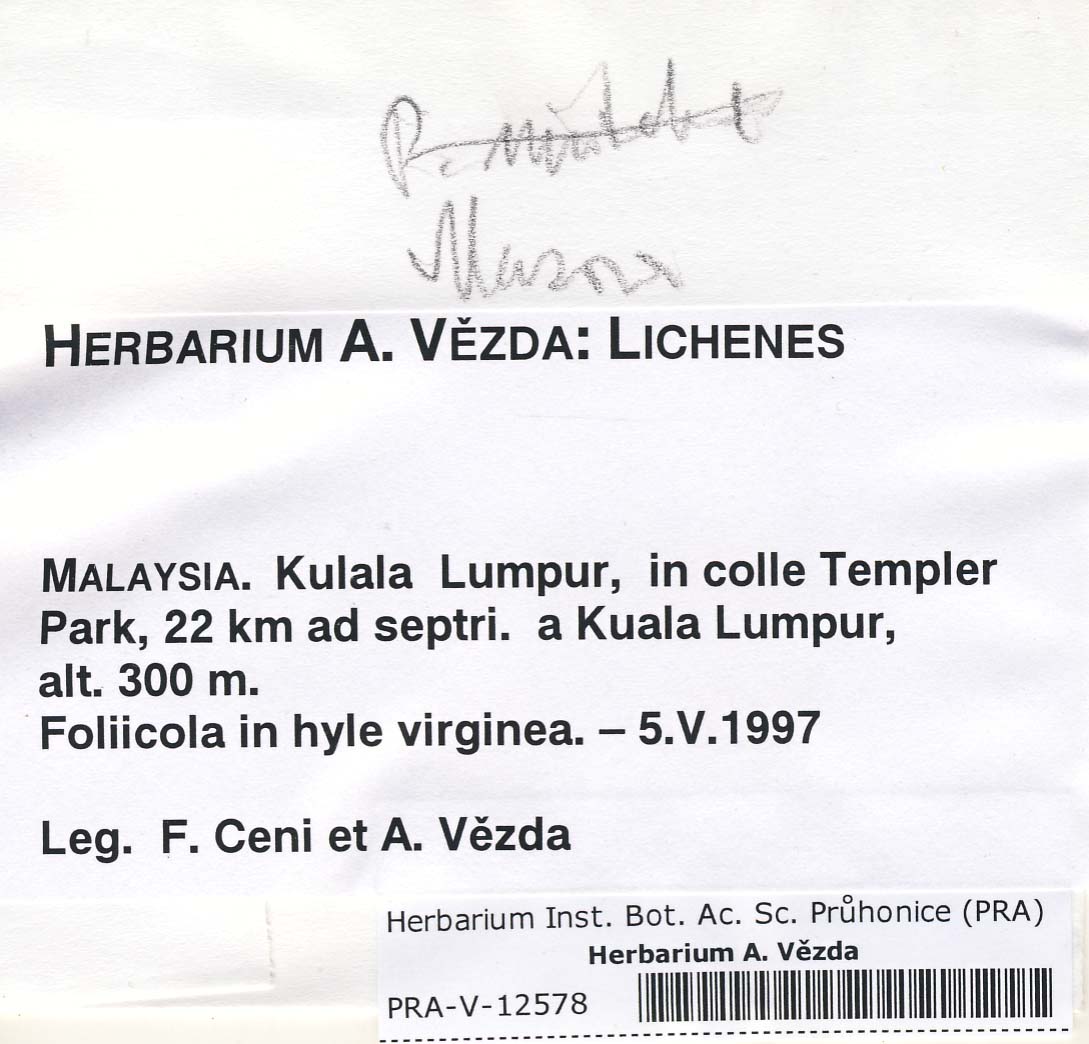 HERBARIUM A. VĚZDA: LICHENES
MALAYSIA. Kulala Lumpur, in colle Templer
Park, 22 km ad septri. a Kuala Lumpur,
alt. 300 m.
Foliicola in hyle virginea. – 5.V.1997
Leg. F. Ceni et A. Vězda
Herbarium Inst. Bot. Ac. Sc. Průhonice (PRA)
Herbarium A. Vězda
PRA-V-12578